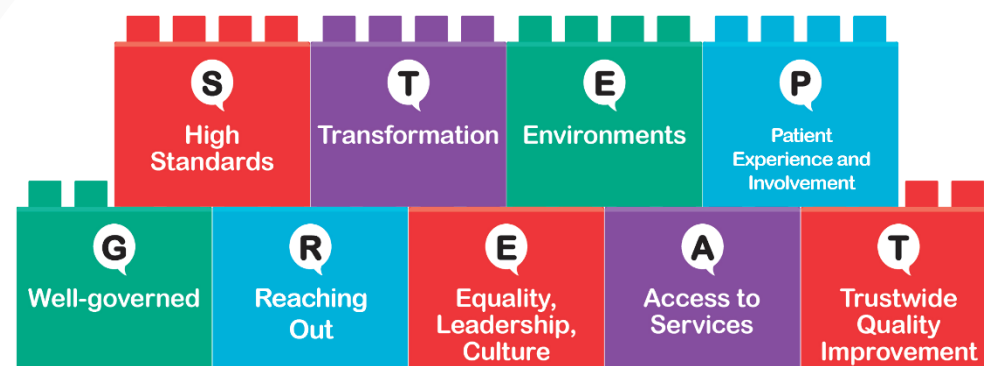 S
High
Standards
T
Transformation
E
Environments
P
Patient
Experience and
Involvement
G
Well-governed
R
Reaching
Out
E
Equality,
Leadership,
Culture
A
Access to
Services
T
Trustwide
Quality
Improvement